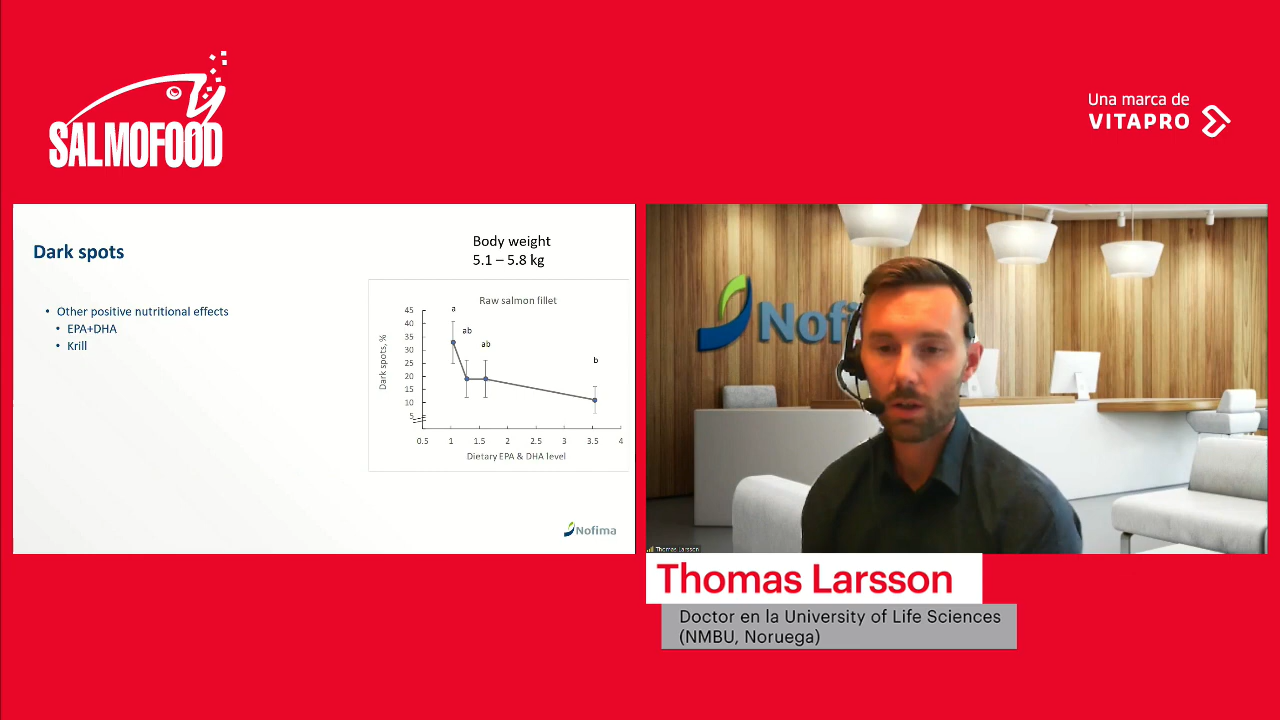 SALMOFOOD
Una marca de
VITAPRO
Dark spots
• Other positive nutritional effects
• EPA+DHA
• Krill
Body weight
5.1 – 5.8 kg
Raw salmon fillet
Dark spots, %
45
40
35
30
25
20
15
10
5
a
ab
ab
b
0.5 1 1.5 2 2.5 3 3.5 4
Dietary EPA & DHA level
Nofima
Nofi
Thomas Larsson
Thomas Larsson
Doctor en la University of Life Sciences
(NMBU, Noruega)